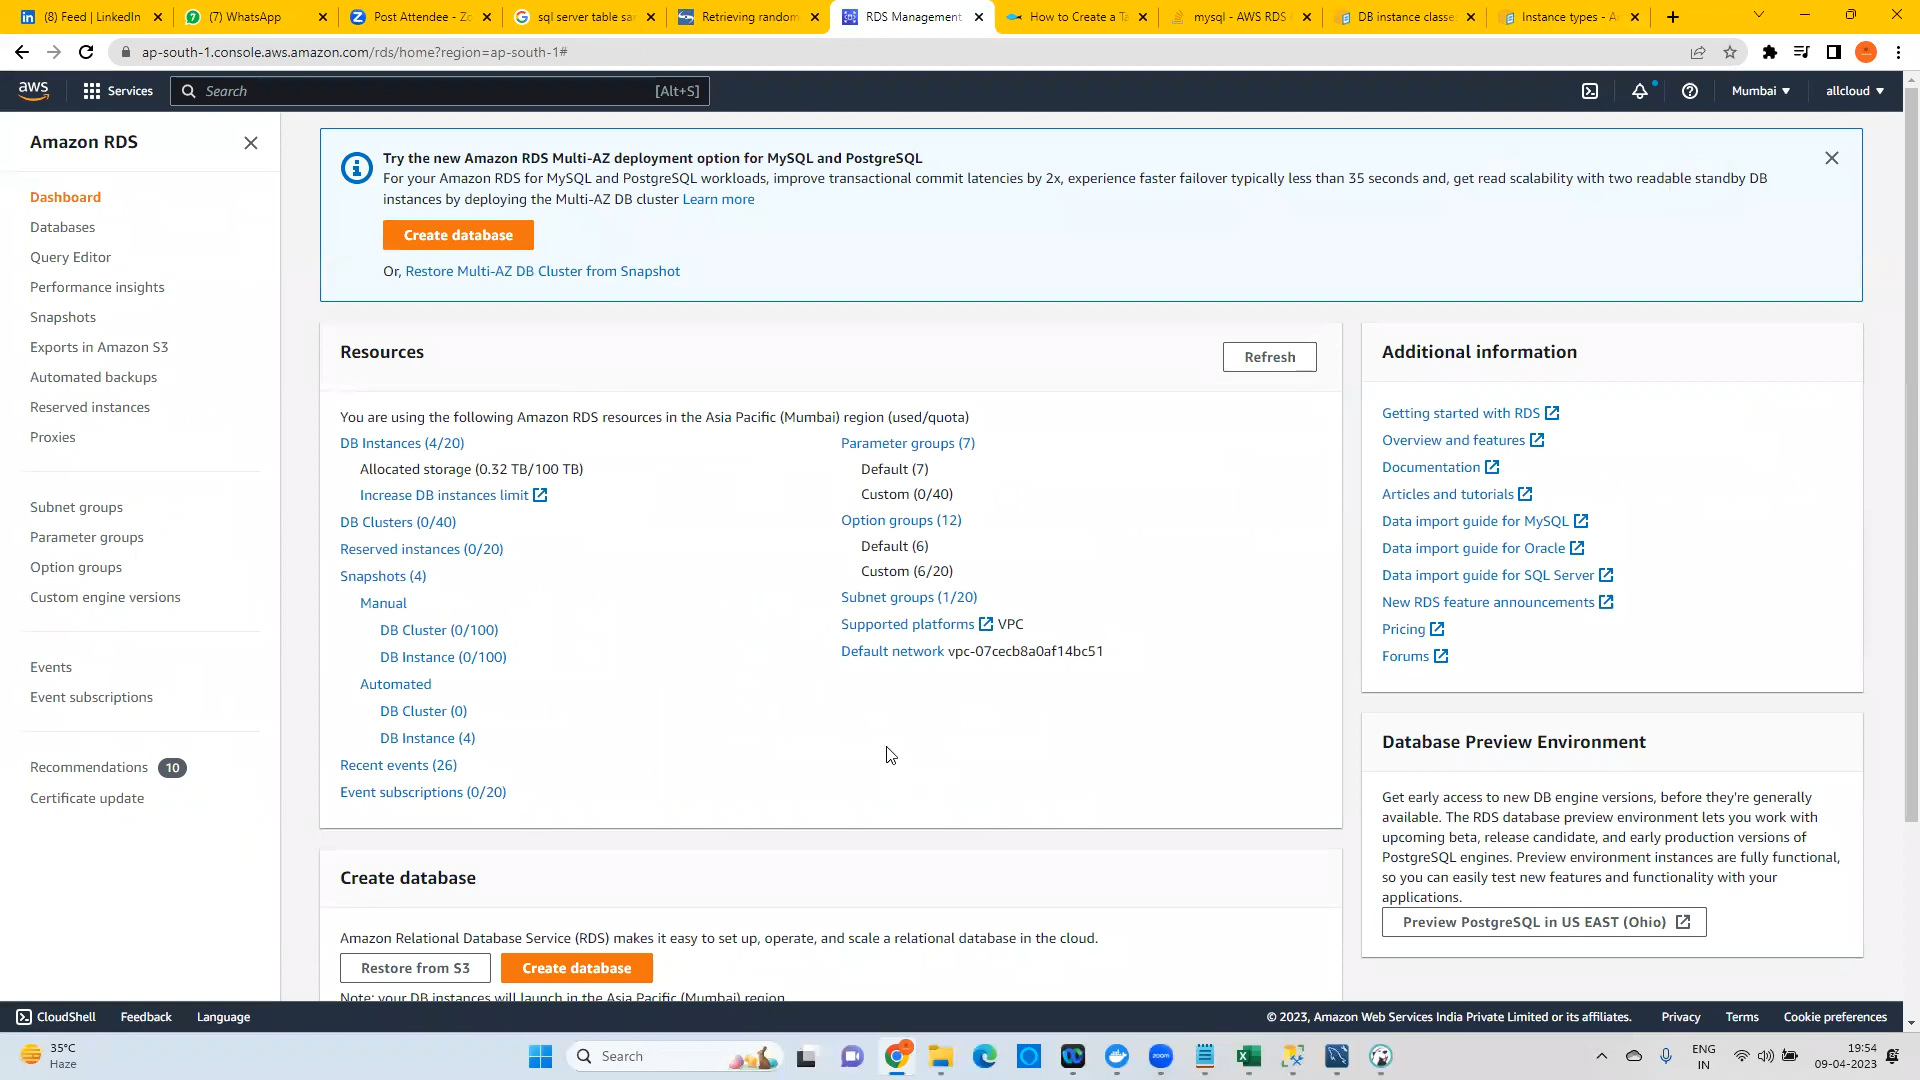 (8) Feed | LinkedIn
(7) WhatsApp
Post Attendee - Zo
sql server table sa
Retrieving random
RDS Management
How to Create a Ta
mysql - AWS RDS
DB instance classe
Instance types - A
ap-south-1.console.aws.amazon.com/rds/home?region=ap-south-1#
aws
Services
Search
[Alt+S]
Mumbai
allcloud
Amazon RDS
Dashboard
Databases
Query Editor
Performance insights
Snapshots
Exports in Amazon S3
Automated backups
Reserved instances
Proxies
Subnet groups
Parameter groups
Option groups
Custom engine versions
Events
Event subscriptions
Recommendations 10
Certificate update
Try the new Amazon RDS Multi-AZ deployment option for MySQL and PostgreSQL
For your Amazon RDS for MySQL and PostgreSQL workloads, improve transactional commit latencies by 2x, experience faster failover typically less than 35 seconds and, get read scalability with two readable standby DB
instances by deploying the Multi-AZ DB cluster Learn more
Create database
Or, Restore Multi-AZ DB Cluster from Snapshot
Resources
Refresh
You are using the following Amazon RDS resources in the Asia Pacific (Mumbai) region (used/quota)
DB Instances (4/20)
Allocated storage (0.32 TB/100 TB)
Increase DB instances limit
DB Clusters (0/40)
Reserved instances (0/20)
Snapshots (4)
Manual
DB Cluster (0/100)
DB Instance (0/100)
Automated
DB Cluster (0)
DB Instance (4)
Recent events (26)
Event subscriptions (0/20)
Parameter groups (7)
Default (7)
Custom (0/40)
Option groups (12)
Default (6)
Custom (6/20)
Subnet groups (1/20)
Supported platforms VPC
Default network vpc-07cecb8a0af14bc51
Create database
Amazon Relational Database Service (RDS) makes it easy to set up, operate, and scale a relational database in the cloud.
Restore from S3
Create database
Note: your DB instances will launch in the Asia Pacific (Mumbai) region
Additional information
Getting started with RDS
Overview and features
Documentation
Articles and tutorials
Data import guide for MySQL
Data import guide for Oracle
Data import guide for SQL Server
New RDS feature announcements
Pricing
Forums
Database Preview Environment
Get early access to new DB engine versions, before they're generally
available. The RDS database preview environment lets you work with
upcoming beta, release candidate, and early production versions of
PostgreSQL engines. Preview environment instances are fully functional,
so you can easily test new features and functionality with your
applications.
Preview PostgreSQL in US EAST (Ohio)
CloudShell
Feedback
Language
© 2023, Amazon Web Services India Private Limited or its affiliates.
Privacy
Terms
Cookie preferences
35°C
Haze
Search
zoom
ENG
IN
19:54
09-04-2023